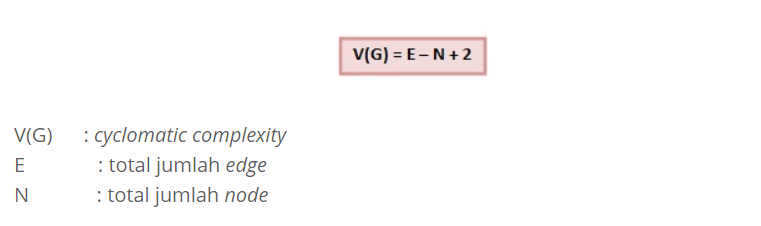 V(G) = E – N + 2
V(G) : cyclomatic complexity
E : total jumlah edge
N : total jumlah node